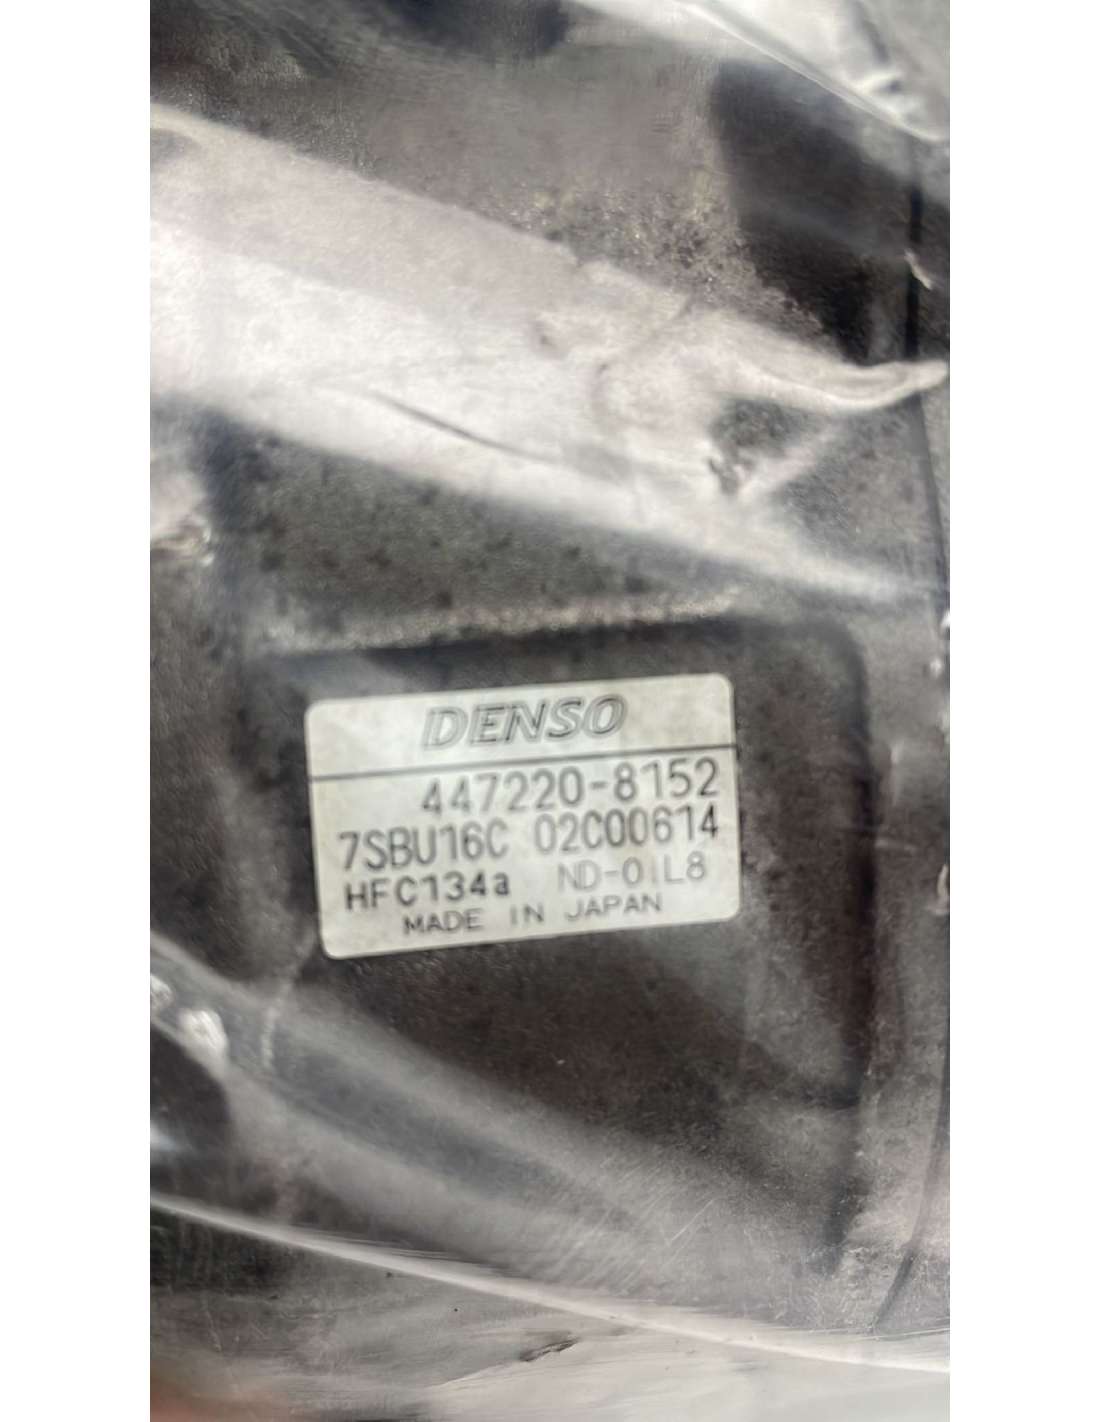 DENSO
447220-8152
7SBU16C 02C00614
HFC134a ND-OIL8
MADE IN JAPAN